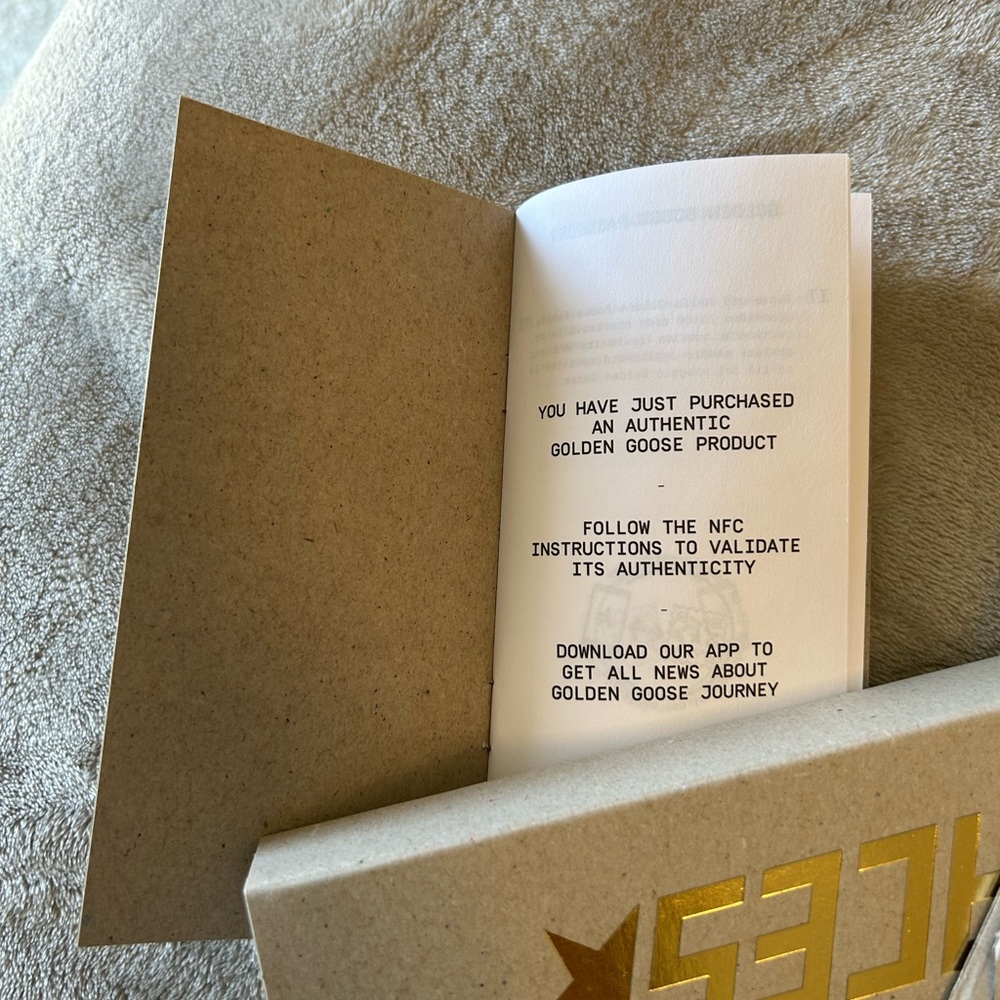 YOU HAVE JUST PURCHASED
AN AUTHENTIC
GOLDEN GOOSE PRODUCT
-
FOLLOW THE NFC
INSTRUCTIONS TO VALIDATE
ITS AUTHENTICITY
-
DOWNLOAD OUR APP TO
GET ALL NEWS ABOUT
GOLDEN GOOSE JOURNEY